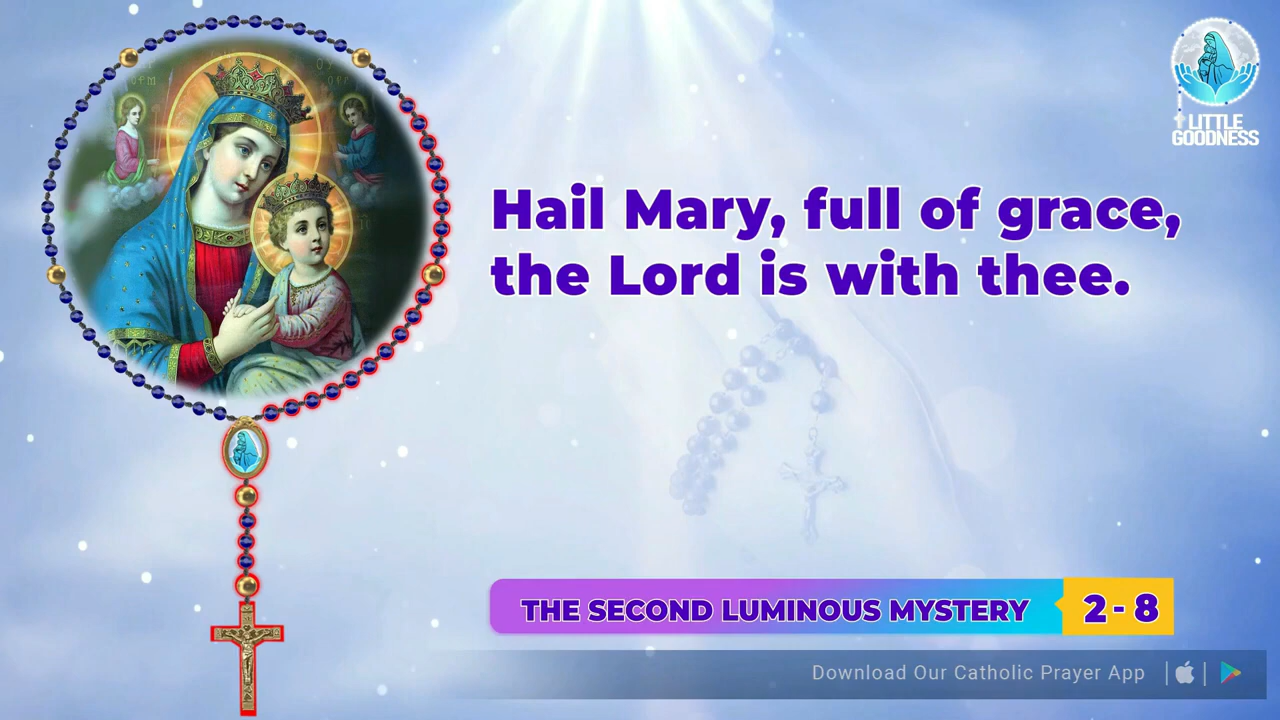 LITTLE
GOODNESS
Hail Mary, full of grace,
the Lord is with thee.
THE SECOND LUMINOUS MYSTERY
2 - 8
Download Our Catholic Prayer App